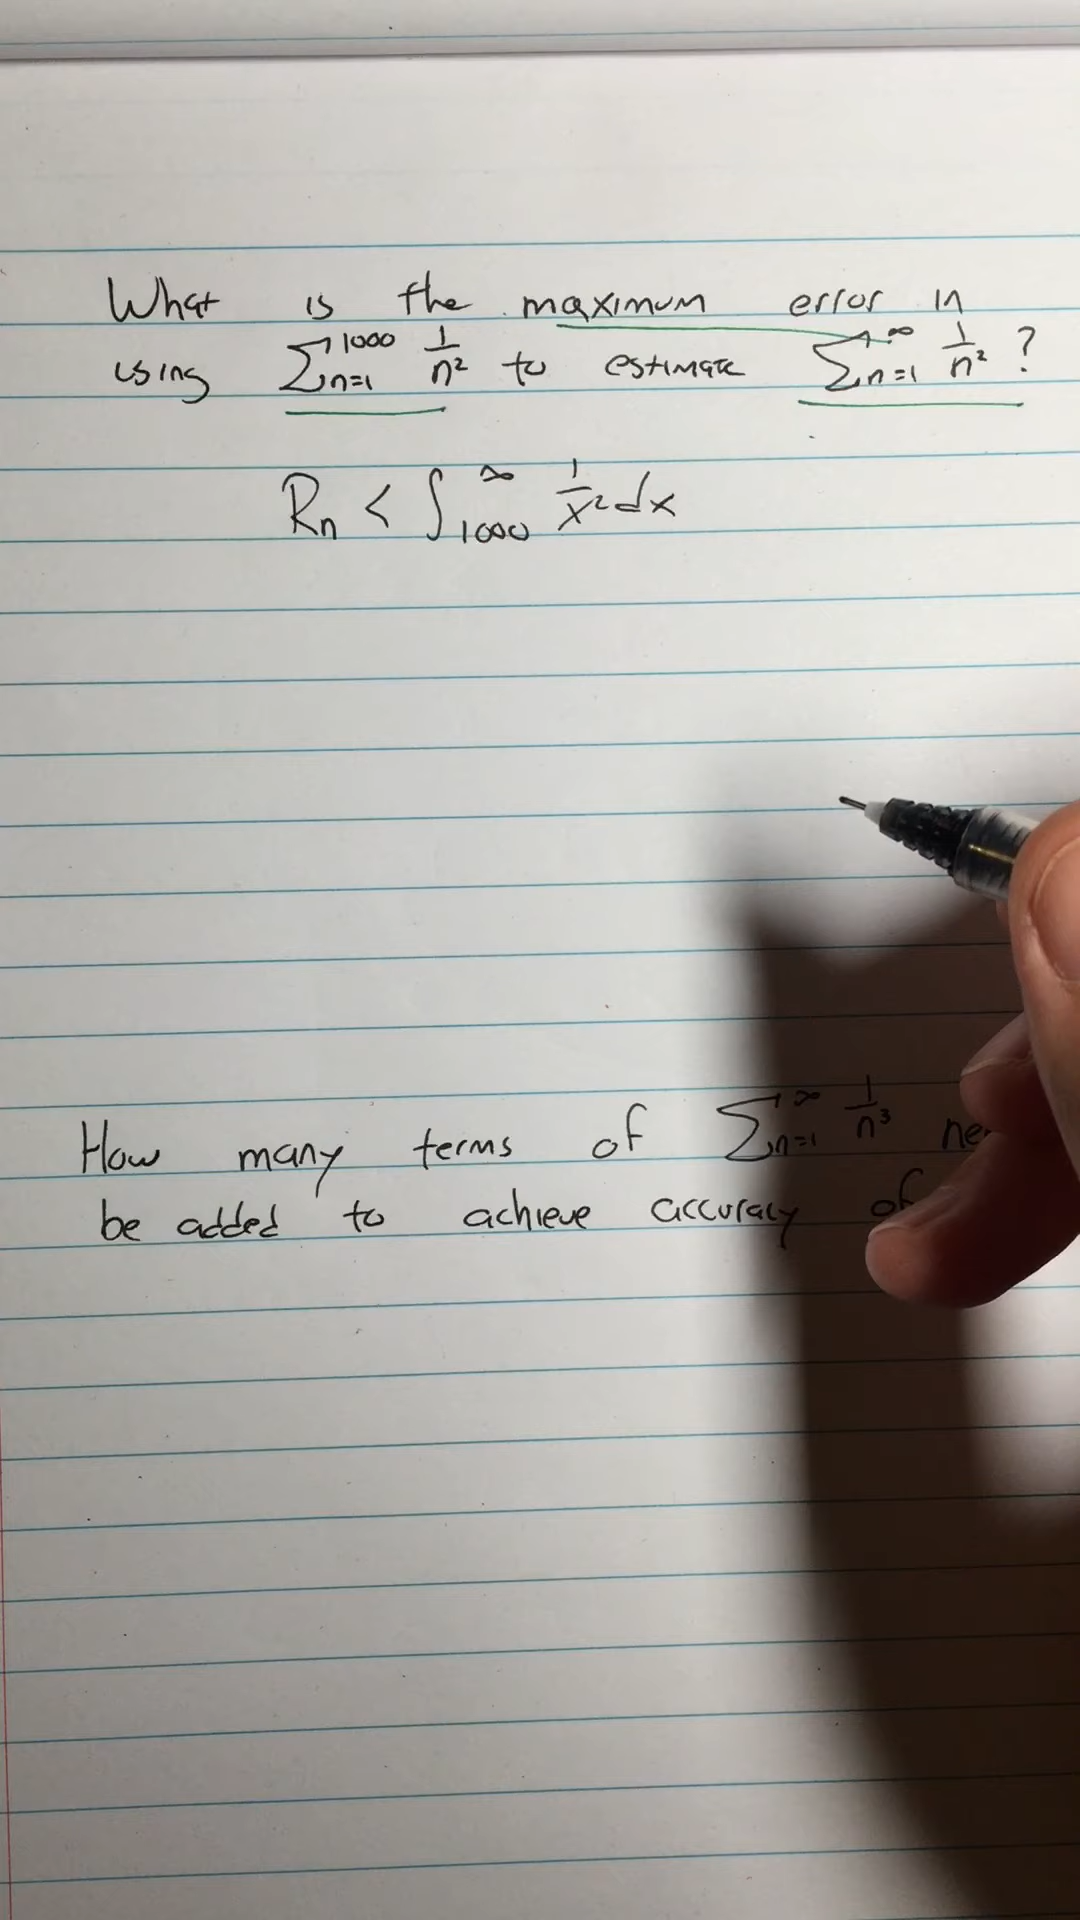 What is the maximum error in
using ∑_{n=1}^{1000} 1/n² to estimate ∑_{n=1}^{∞} 1/n² ?
Rₙ < ∫_{1000}^{∞} 1/x² dx
How many terms of ∑_{n=1}^{∞} 1/n³
be added to achieve accuracy of